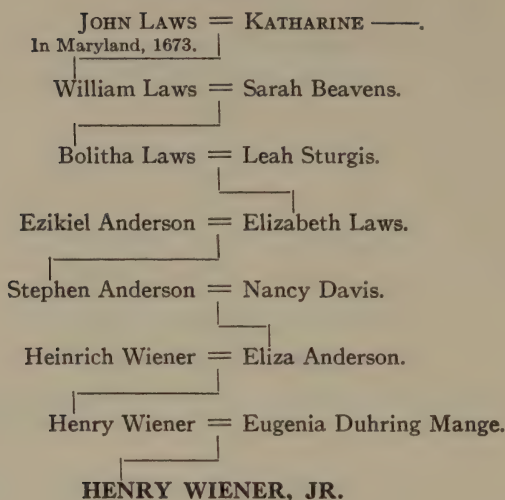 JOHN LAWS = KATHARINE ——.
In Maryland, 1673.
William Laws = Sarah Beavens.
Bolitha Laws = Leah Sturgis.
Ezikiel Anderson = Elizabeth Laws.
Stephen Anderson = Nancy Davis.
Heinrich Wiener = Eliza Anderson.
Henry Wiener = Eugenia Duhring Mange.
HENRY WIENER, JR.